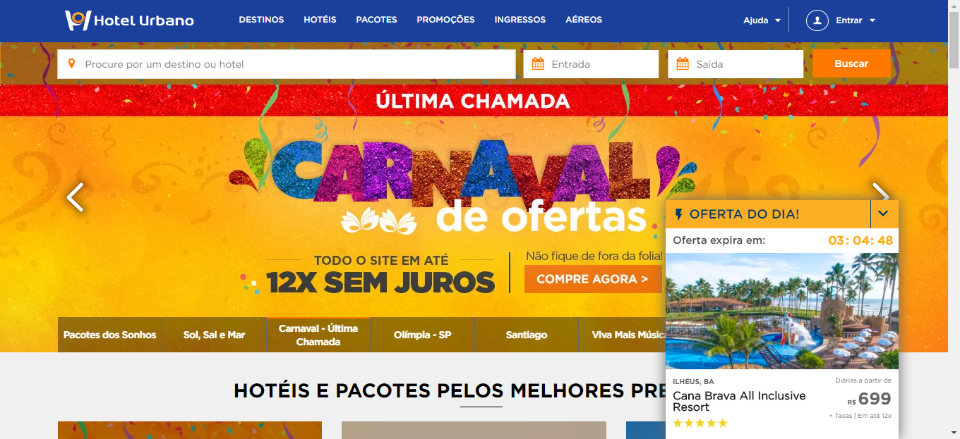 Hotel Urbano
DESTINOS HOTÉIS PACOTES PROMOÇÕES INGRESSOS AÉREOS Ajuda Entrar
Procure por um destino ou hotel Entrada Saída Buscar
ÚLTIMA CHAMADA
CARNAVAL
de ofertas
TODO O SITE EM ATÉ
12X SEM JUROS
Não fique de fora da folia!
COMPRE AGORA >
Pacotes dos Sonhos
Sol, Sal e Mar
Carnaval - Última
Chamada
Olímpia - SP
Santiago
Viva Mais Músic
OFERTA DO DIA!
Oferta expira em: 03: 04: 48
ILHÉUS, BA
Cana Brava All Inclusive
Resort
Diárias a partir de
R$ 699
+ Taxas | Em até 12x
HOTÉIS E PACOTES PELOS MELHORES PRE